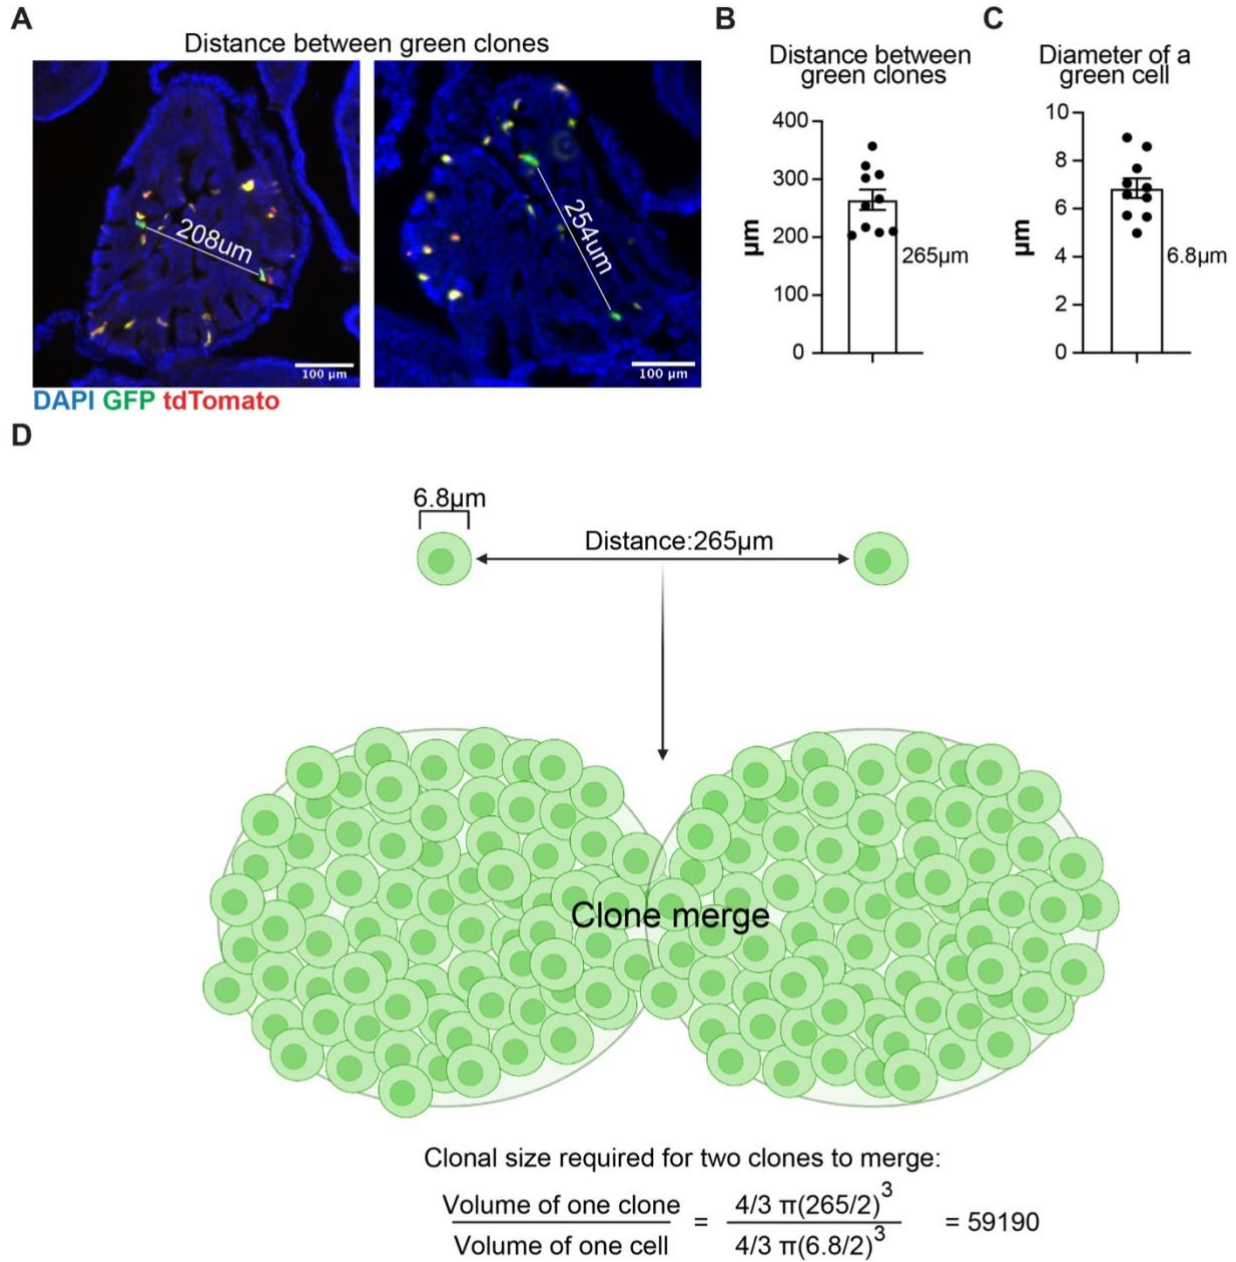 A
Distance between green clones
208um
100 µm
254um
100 µm
DAPI GFP tdTomato
B
Distance between
green clones
400
300
200
100
0
µm
265µm
C
Diameter of a
green cell
10
8
6
4
2
0
µm
6.8µm
D
6.8µm
Distance:265µm
Clone merge
Clonal size required for two clones to merge:
Volume of one clone
Volume of one cell
=
4/3 π(265/2)³
4/3 π(6.8/2)³
= 59190